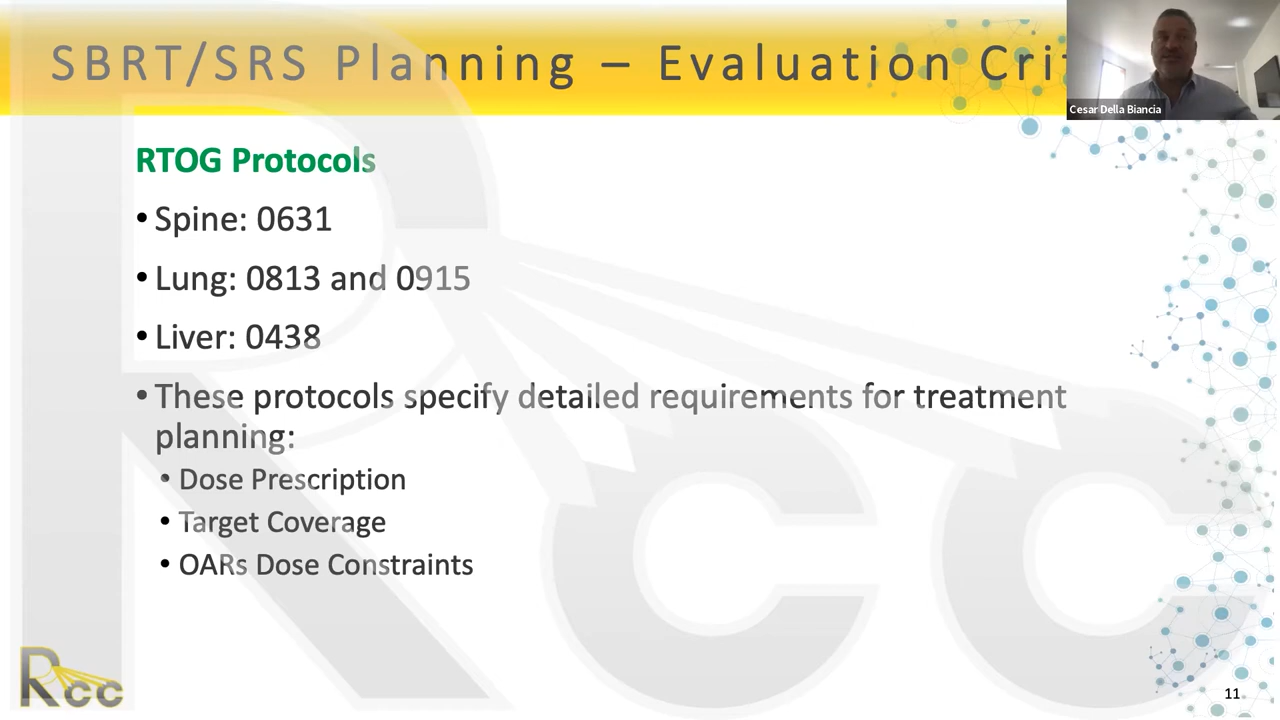 SBRT/SRS Planning – Evaluation Crit
Cesar Della Biancia
RTOG Protocols
• Spine: 0631
• Lung: 0813 and 0915
• Liver: 0438
• These protocols specify detailed requirements for treatment
planning:
• Dose Prescription
• Target Coverage
• OARs Dose Constraints
Rcc
11